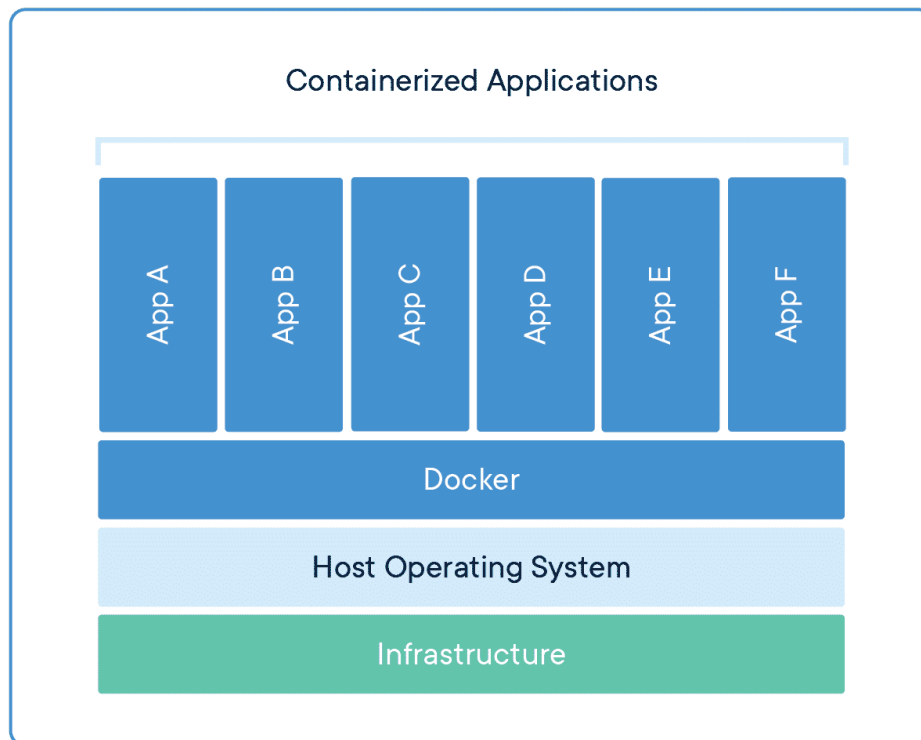 Containerized Applications
App A
App B
App C
App D
App E
App F
Docker
Host Operating System
Infrastructure